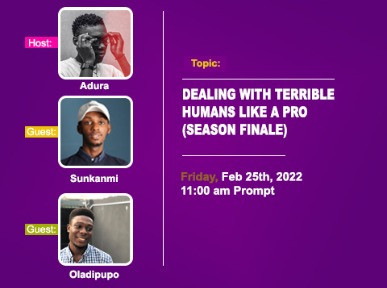 Host:
Adura
Guest:
Sunkanmi
Guest:
Oladipupo
Topic:
DEALING WITH TERRIBLE
HUMANS LIKE A PRO
(SEASON FINALE)
Friday, Feb 25th, 2022
11:00 am Prompt